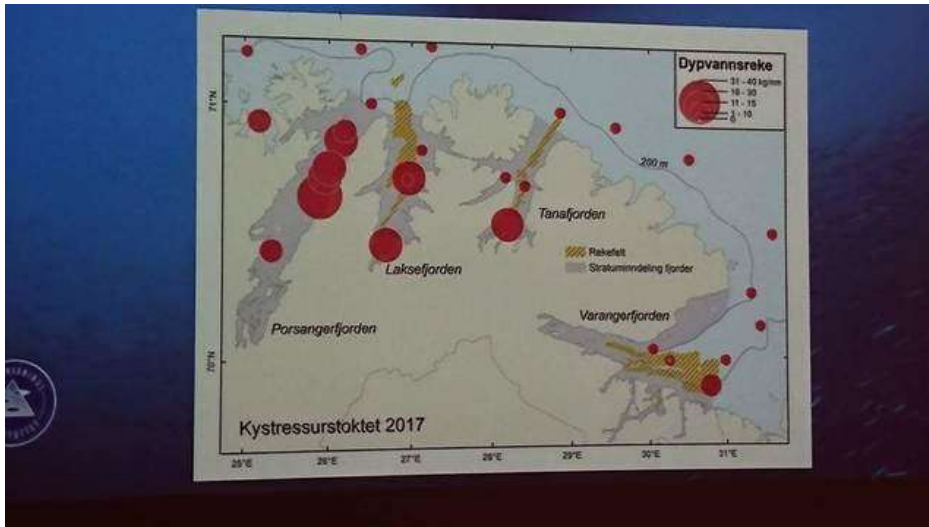 Dypvannsreke
31 - 40 kg/nm
16 - 30
11 - 15
1 - 10
0
71°N
200 m
Tanafjorden
Rekefelt
Stratuminndeling fjorder
Laksefjorden
Varangerfjorden
Porsangerfjorden
70°N
Kystressurstoktet 2017
25°E
26°E
27°E
28°E
29°E
30°E
31°E